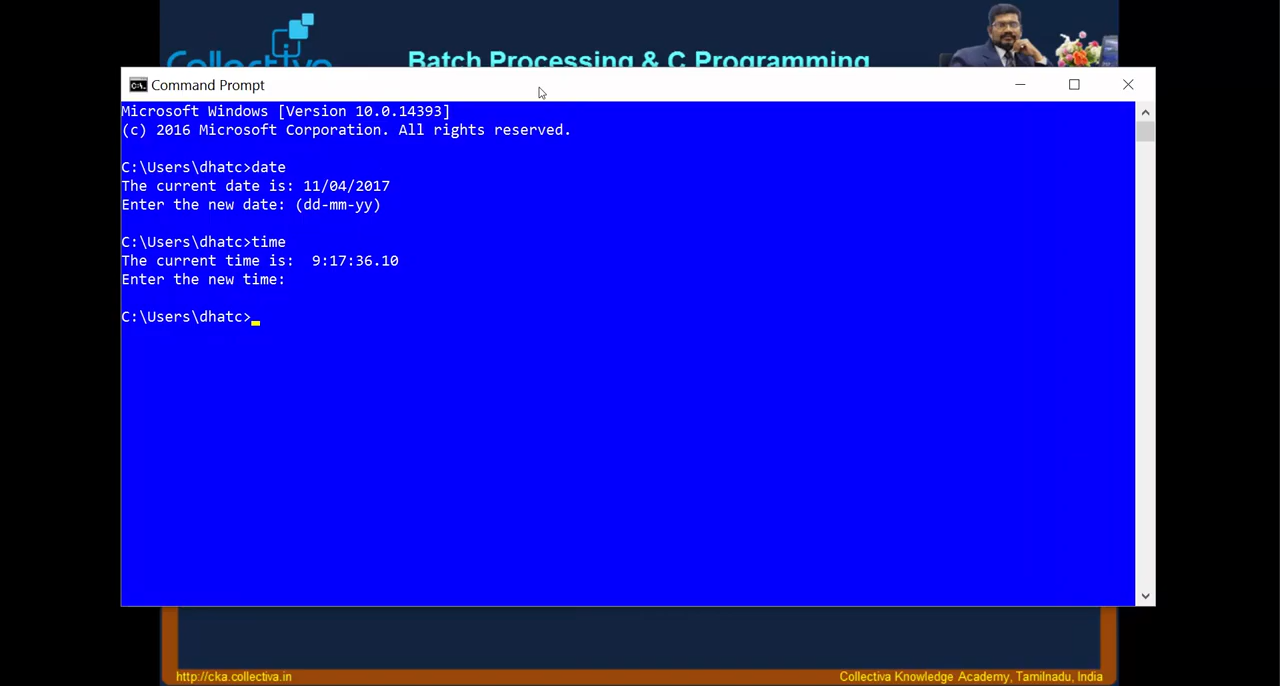 Collectiva
Batch Processing & C Programming
Command Prompt
Microsoft Windows [Version 10.0.14393]
(c) 2016 Microsoft Corporation. All rights reserved.
C:\Users\dhatc>date
The current date is: 11/04/2017
Enter the new date: (dd-mm-yy)
C:\Users\dhatc>time
The current time is:  9:17:36.10
Enter the new time:
C:\Users\dhatc>
http://cka.collectiva.in
Collectiva Knowledge Academy, Tamilnadu, India